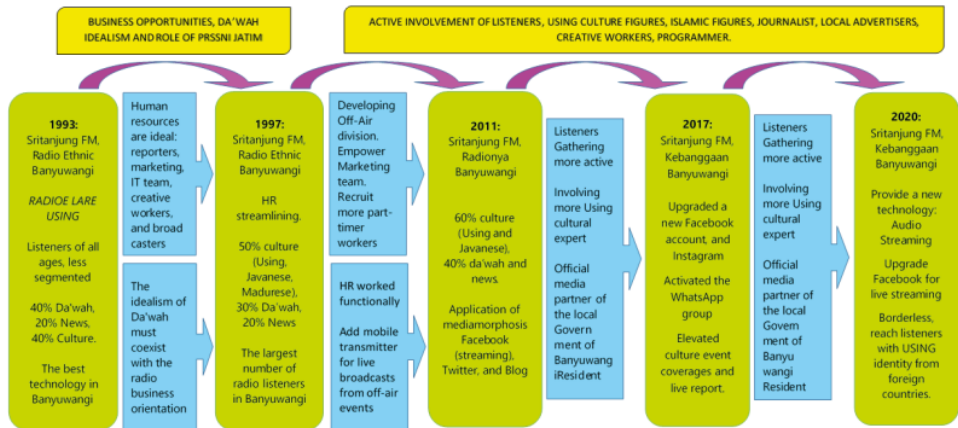 BUSINESS OPPORTUNITIES, DA'WAH
IDEALISM AND ROLE OF PRSSNI JATIM
ACTIVE INVOLVEMENT OF LISTENERS, USING CULTURE FIGURES, ISLAMIC FIGURES, JOURNALIST, LOCAL ADVERTISERS,
CREATIVE WORKERS, PROGRAMMER.
1993:
Sritanjung FM,
Radio Ethnic
Banyuwangi
RADIOE LARE
USING
Listeners of all
ages, less
segmented
40% Da'wah,
20% News,
40% Culture.
The best
technology in
Banyuwangi
Human
resources
are ideal:
reporters,
marketing,
IT team,
creative
workers,
and broad
casters
The
idealism of
Da'wah
must
coexist
with the
radio
business
orientation
1997:
Sritanjung FM,
Radio Ethnic
Banyuwangi
HR
streamlining.
50% culture
(Using,
Javanese,
Madurese),
30% Da'wah,
20% News
The largest
number of
radio listeners
in Banyuwangi
Developing
Off-Air
division.
Empower
Marketing
team.
Recruit
more part-
timer
workers
HR worked
functionally
Add mobile
transmitter
for live
broadcasts
from off-air
events
2011:
Sritanjung FM,
Radionya
Banyuwangi
60% culture
(Using and
Javanese),
40% da'wah and
news.
Application of
mediamorphosis
Facebook
(streaming),
Twitter, and Blog
Listeners
Gathering
more active
Involving
more Using
cultural
expert
Official
media
partner of
the local
Govern
ment of
Banyuwang
iResident
2017:
Sritanjung FM,
Kebanggaan
Banyuwangi
Upgraded a
new Facebook
account, and
Instagram
Activated the
WhatsApp
group
Elevated
culture event
coverages and
live report.
Listeners
Gathering
more active
Involving
more Using
cultural
expert
Official
media
partner of
the local
Govern
ment of
Banyu
wangi
Resident
2020:
Sritanjung FM,
Kebanggaan
Banyuwangi
Provide a new
technology:
Audio
Streaming
Upgrade
Facebook for
live streaming
Borderless,
reach listeners
with USING
identity from
foreign
countries.